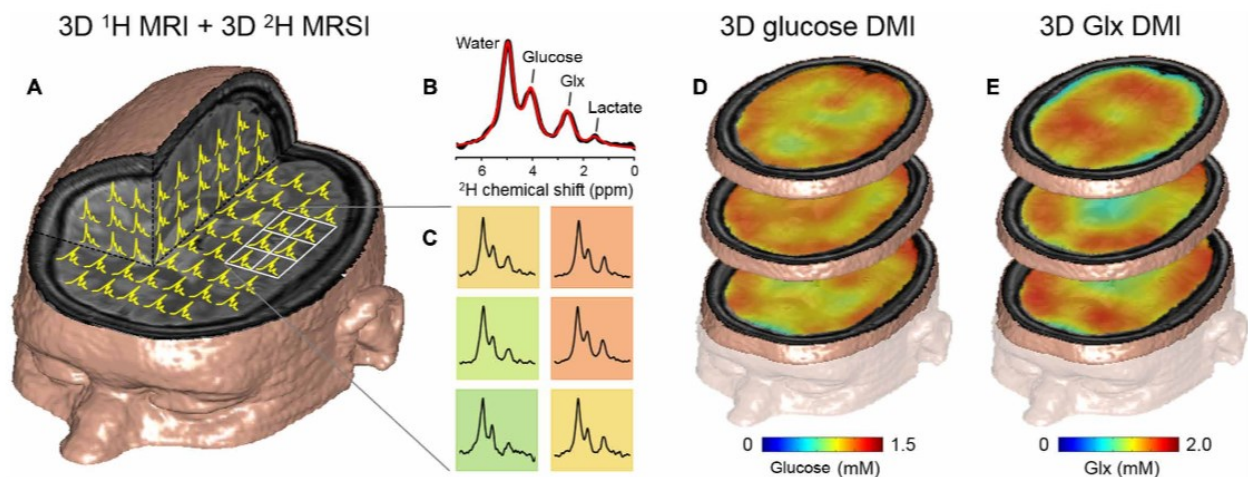 3D ¹H MRI + 3D ²H MRSI
A
B
Water
Glucose
Glx
Lactate
6 4 2 0
²H chemical shift (ppm)
C
3D glucose DMI
D
0 1.5
Glucose (mM)
3D Glx DMI
E
0 2.0
Glx (mM)